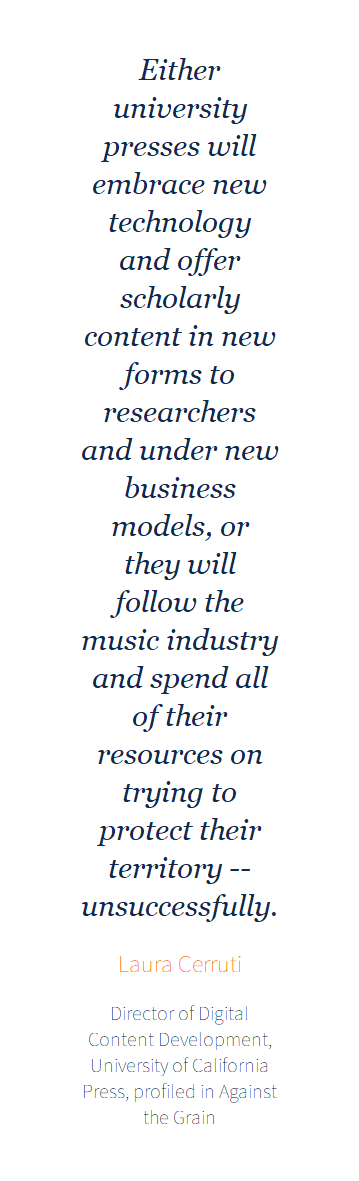 Either
university
presses will
embrace new
technology
and offer
scholarly
content in new
forms to
researchers
and under new
business
models, or
they will
follow the
music industry
and spend all
of their
resources on
trying to
protect their
territory --
unsuccessfully.
Laura Cerruti
Director of Digital
Content Development,
University of California
Press, profiled in Against
the Grain